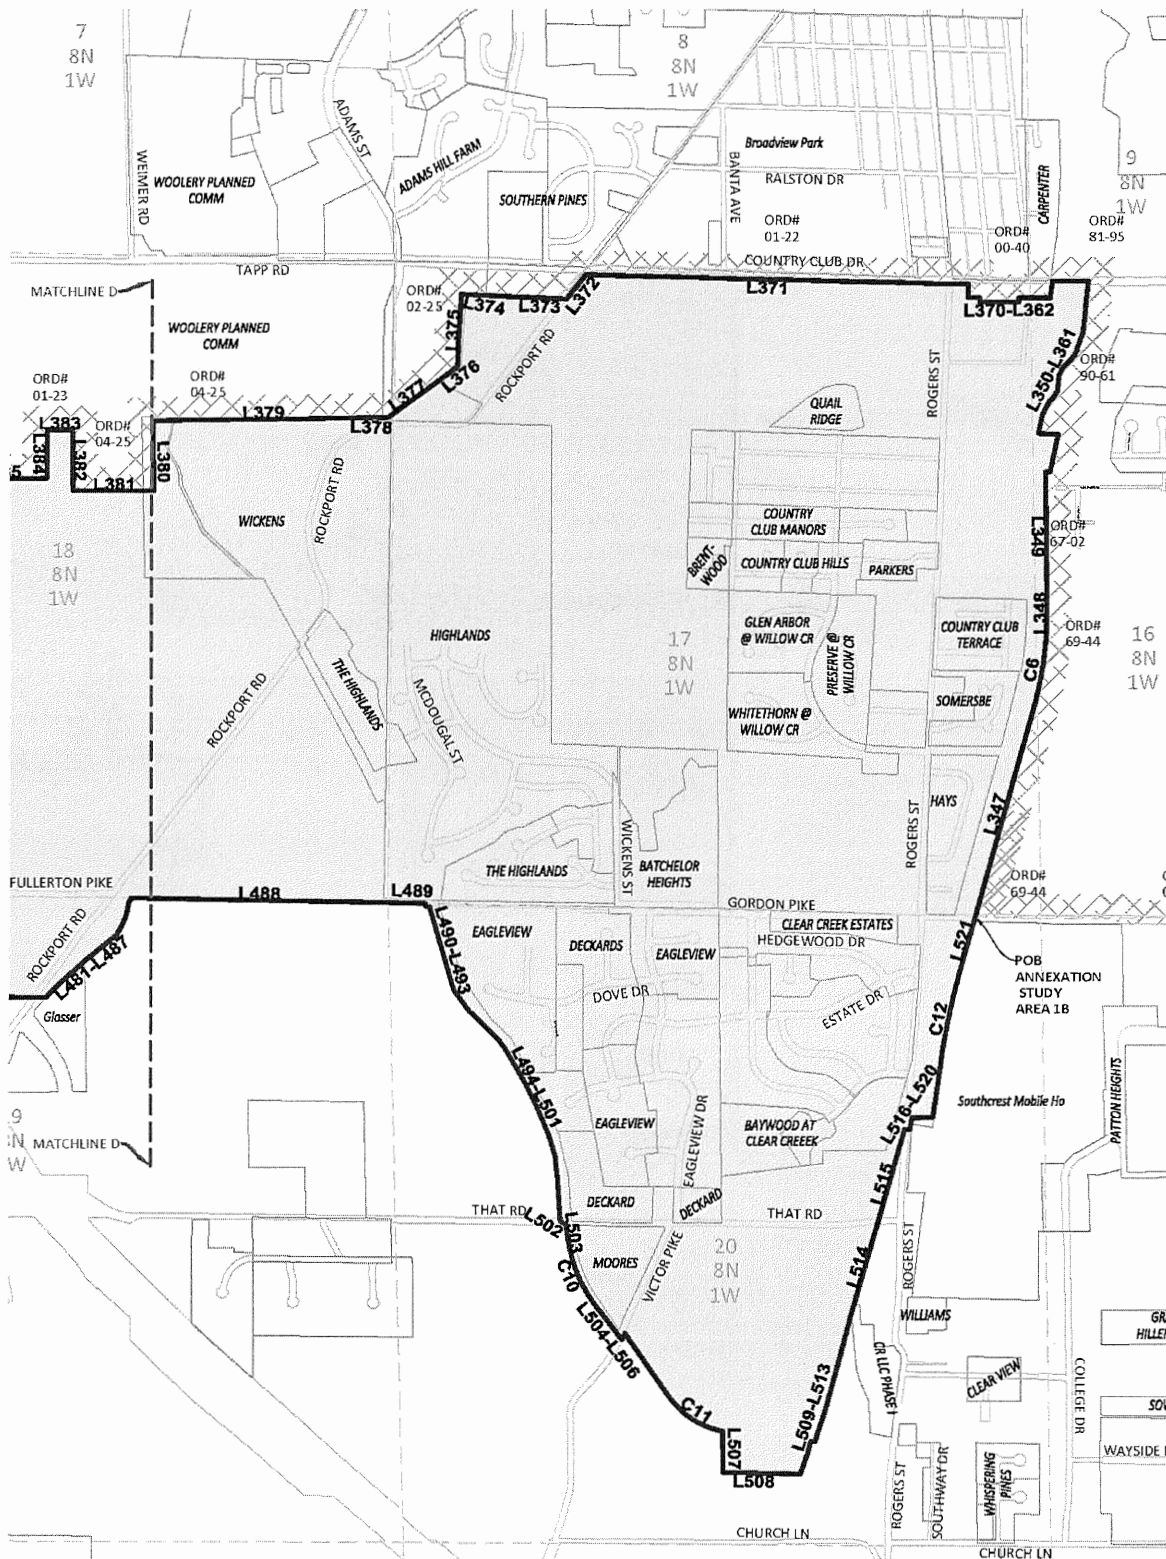 7
8N
1W
8
8N
1W
9
8N
1W
ADAMS ST
ADAMS HILL FARM
WEIMER RD
WOOLERY PLANNED
COMM
SOUTHERN PINES
Broadview Park
BANTA AVE
RALSTON DR
CARPENTER
ORD#
01-22
ORD#
00-40
ORD#
81-95
COUNTRY CLUB DR
TAPP RD
MATCHLINE D
ORD#
02-25
L374
L373
L372
L371
L370-L362
WOOLERY PLANNED
COMM
L375
L376
ROCKPORT RD
ROGERS ST
L350-L361
ORD#
90-61
ORD#
01-23
ORD#
04-25
L377
L379
L378
L383
ORD#
04-25
L384
L382
L380
5
L381
QUAIL
RIDGE
WICKENS
ROCKPORT RD
COUNTRY
CLUB MANORS
L349
ORD#
67-02
18
8N
1W
BRENT-
WOOD
COUNTRY CLUB HILLS
PARKERS
L348
HIGHLANDS
17
8N
1W
GLEN ARBOR
@ WILLOW CR
PRESERVE @
WILLOW CR
COUNTRY CLUB
TERRACE
ORD#
69-44
16
8N
1W
C6
THE HIGHLANDS
ROCKPORT RD
MCDOUGAL ST
WHITETHORN @
WILLOW CR
SOMERSBE
HAYS
L347
ROGERS ST
WICKENS ST
THE HIGHLANDS
BATCHELOR
HEIGHTS
FULLERTON PIKE
L488
L489
ORD#
69-44
GORDON PIKE
CLEAR CREEK ESTATES
HEDGEWOOD DR
ROCKPORT RD
L481-L487
L490-L493
EAGLEVIEW
DECKARDS
EAGLEVIEW
L521
POB
ANNEXATION
STUDY
AREA 1B
DOVE DR
ESTATE DR
Glasser
C12
L494-L501
L516-L520
Southcrest Mobile Ho
PATTON HEIGHTS
9
N
W
MATCHLINE D
EAGLEVIEW
EAGLEVIEW DR
BAYWOOD AT
CLEAR CREEEK
L515
DECKARD
DECKARD
THAT RD
L502
THAT RD
L503
MOORES
VICTOR PIKE
20
8N
1W
ROGERS ST
L514
C10
L504-L506
WILLIAMS
GR
HILLE
CR LLC PHASE I
CLEAR VIEW
COLLEGE DR
C11
SOV
L509-L513
L507
L508
WAYSIDE
ROGERS ST
SOUTHWAY DR
WHISPERING
PINES
CHURCH LN
CHURCH LN